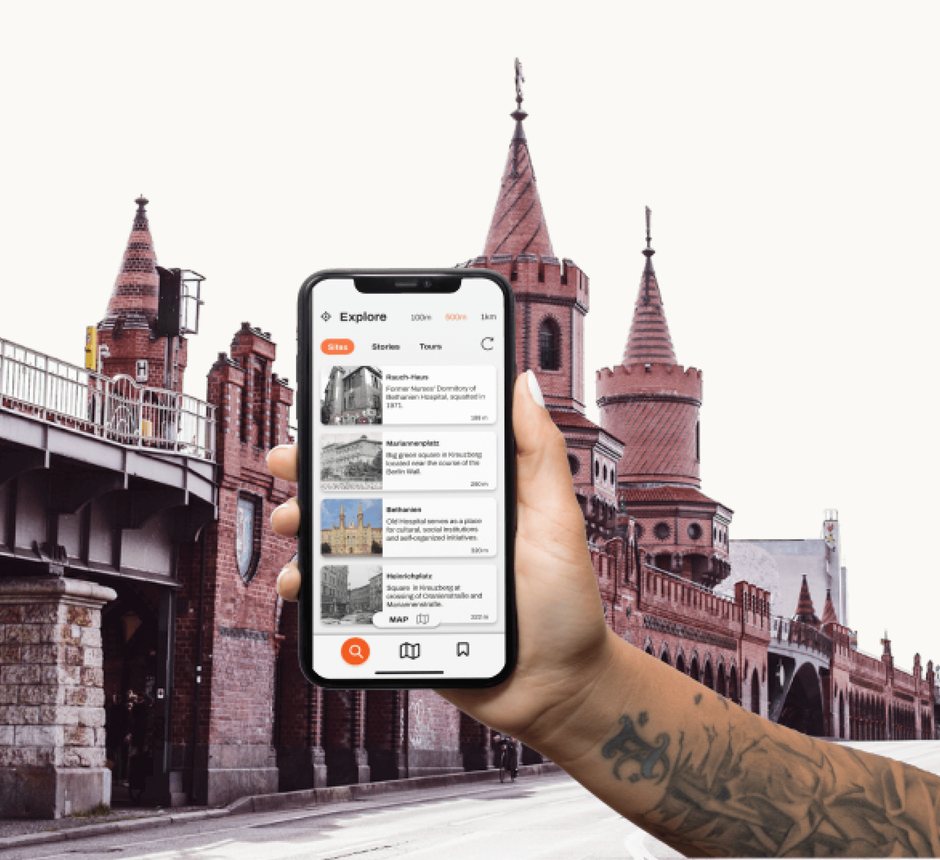 Explore 100m 500m 1km
Sites Stories Tours
Rauch-Haus
Former Nurses' Dormitory of
Bethanien Hospital, squatted in
1971.
Mariannenplatz
Big green square in Kreuzberg
located near the course of the
Berlin Wall.
Bethanien
Old Hospital serves as a place
for cultural, social institutions
and self-organized initiatives.
Heinrichplatz
Square in Kreuzberg at
crossing of Oranienstraße and
Mariannenstraße.
MAP
H